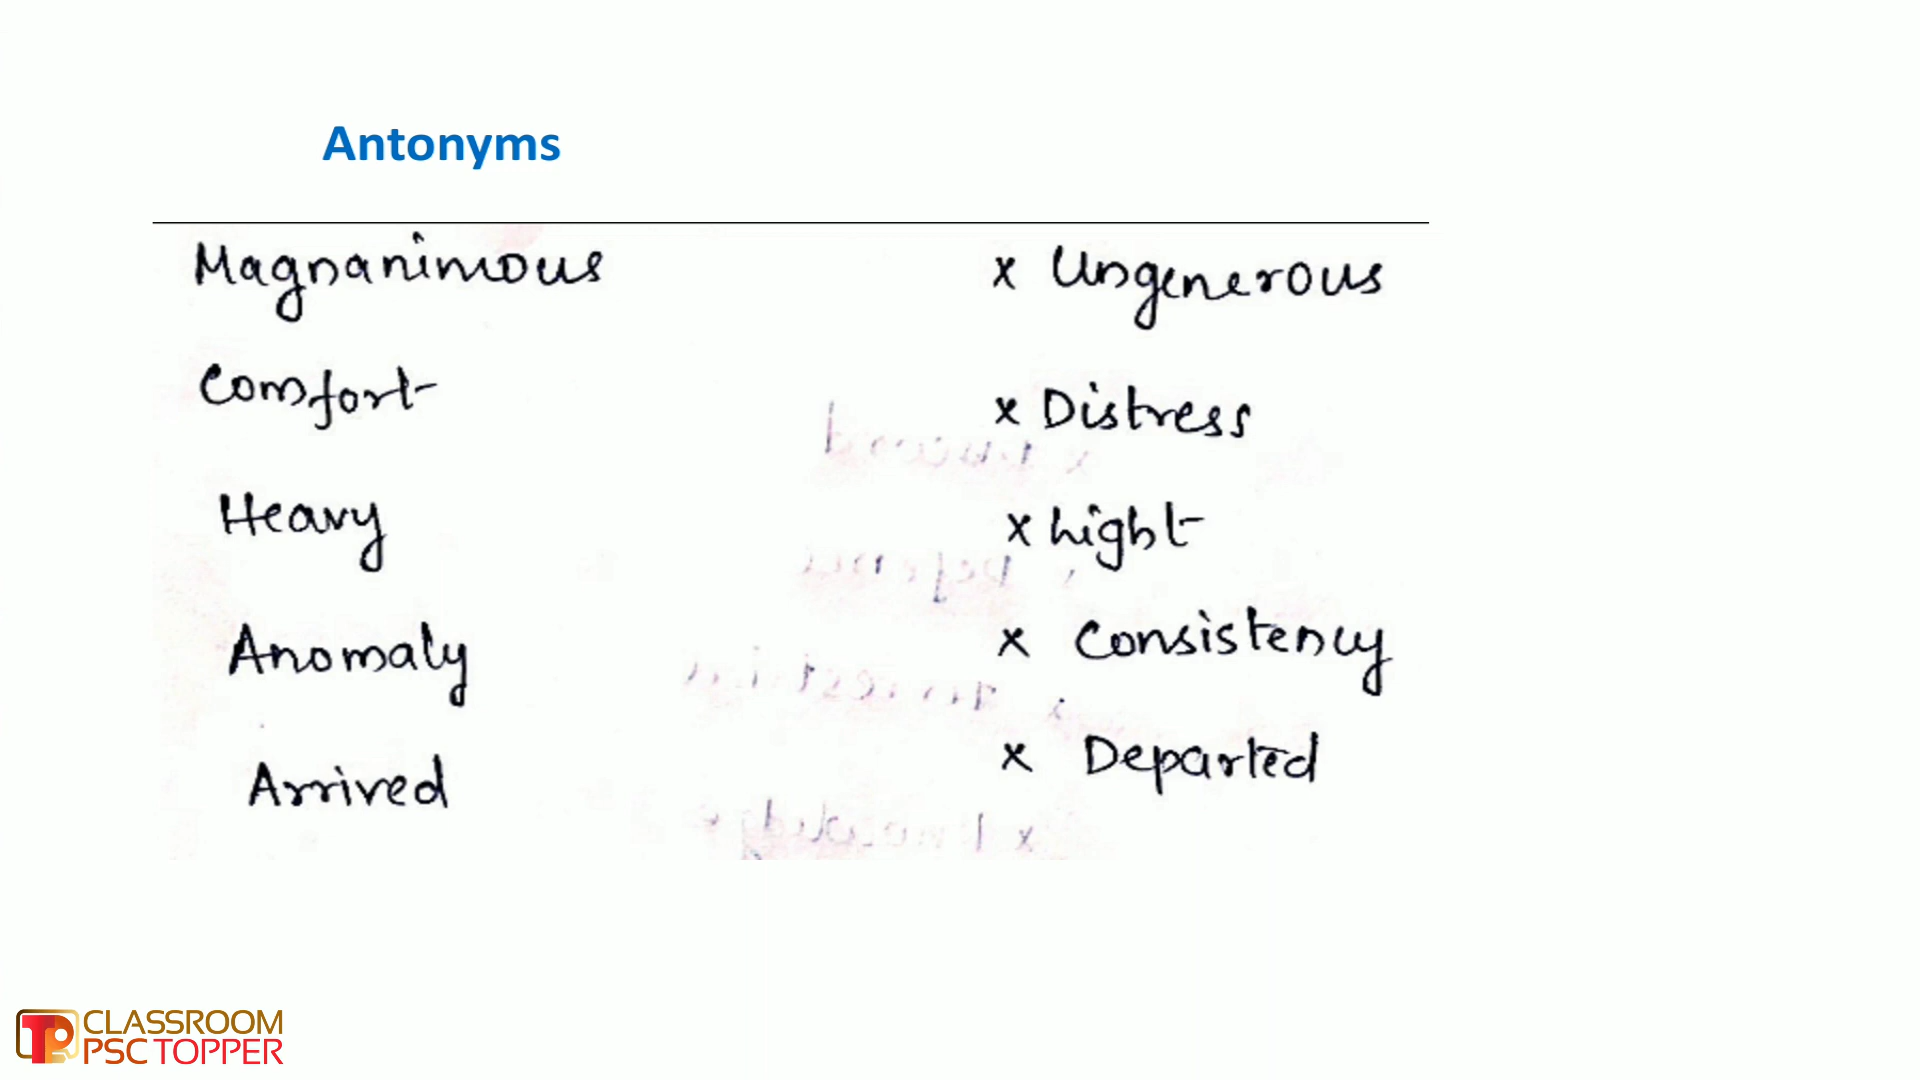 Antonyms
Magnanimous x Ungenerous
Comfort x Distress
Heavy x Light
Anomaly x Consistency
Arrived x Departed
CLASSROOM
PSC TOPPER